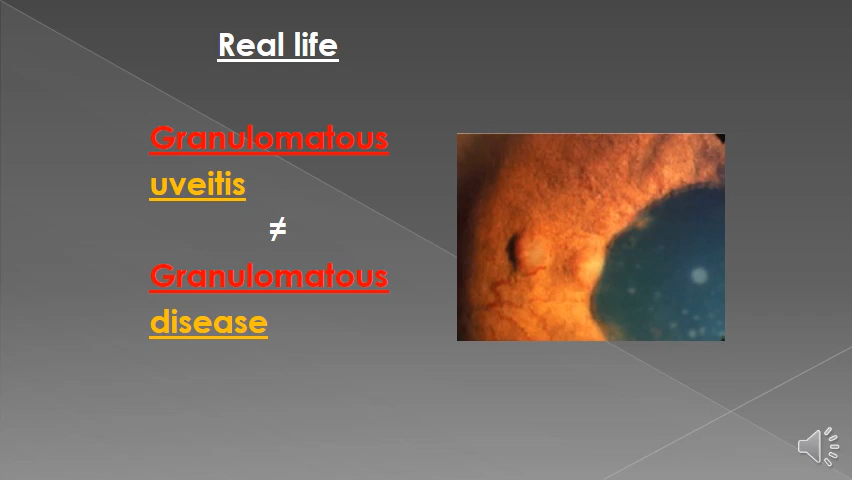 Real life
Granulomatous
uveitis
≠
Granulomatous
disease